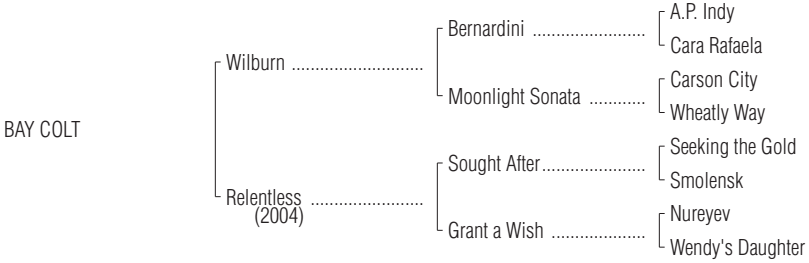 A.P. Indy
Bernardini ........................
Cara Rafaela
Wilburn ............................
Carson City
Moonlight Sonata ............
Wheatly Way
BAY COLT
Seeking the Gold
Sought After......................
Smolensk
Relentless ........................
(2004)
Nureyev
Grant a Wish ....................
Wendy's Daughter